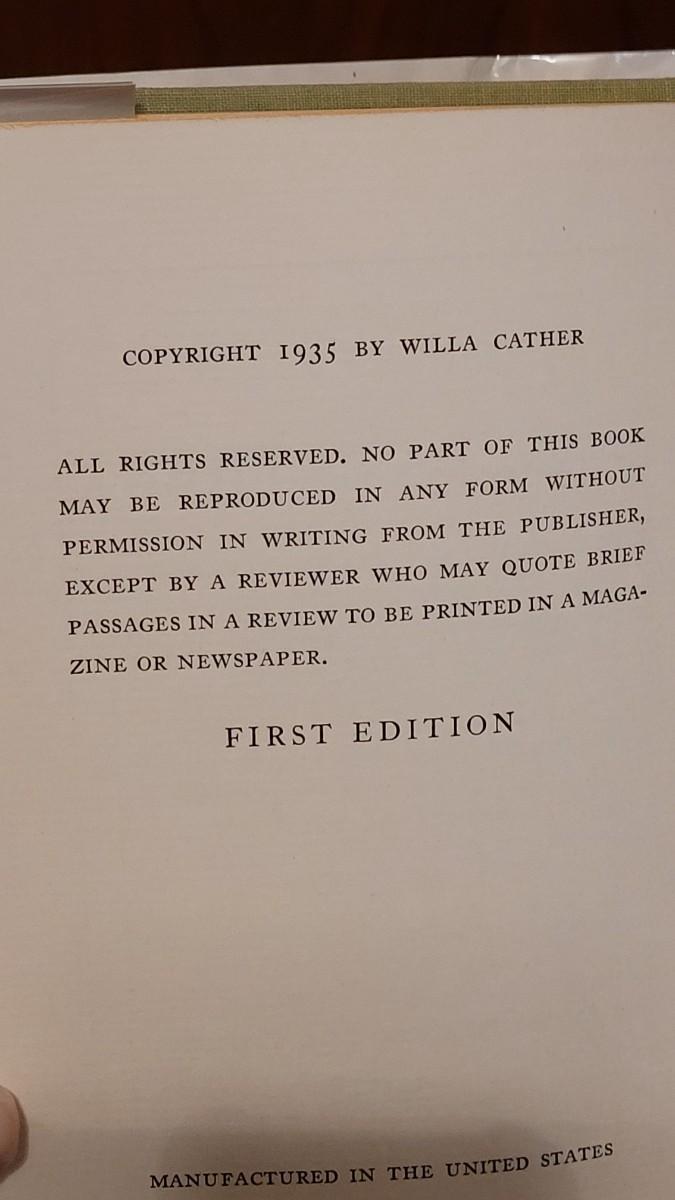 COPYRIGHT 1935 BY WILLA CATHER
ALL RIGHTS RESERVED. NO PART OF THIS BOOK
MAY BE REPRODUCED IN ANY FORM WITHOUT
PERMISSION IN WRITING FROM THE PUBLISHER,
EXCEPT BY A REVIEWER WHO MAY QUOTE BRIEF
PASSAGES IN A REVIEW TO BE PRINTED IN A MAGA-
ZINE OR NEWSPAPER.
FIRST EDITION
MANUFACTURED IN THE UNITED STATES